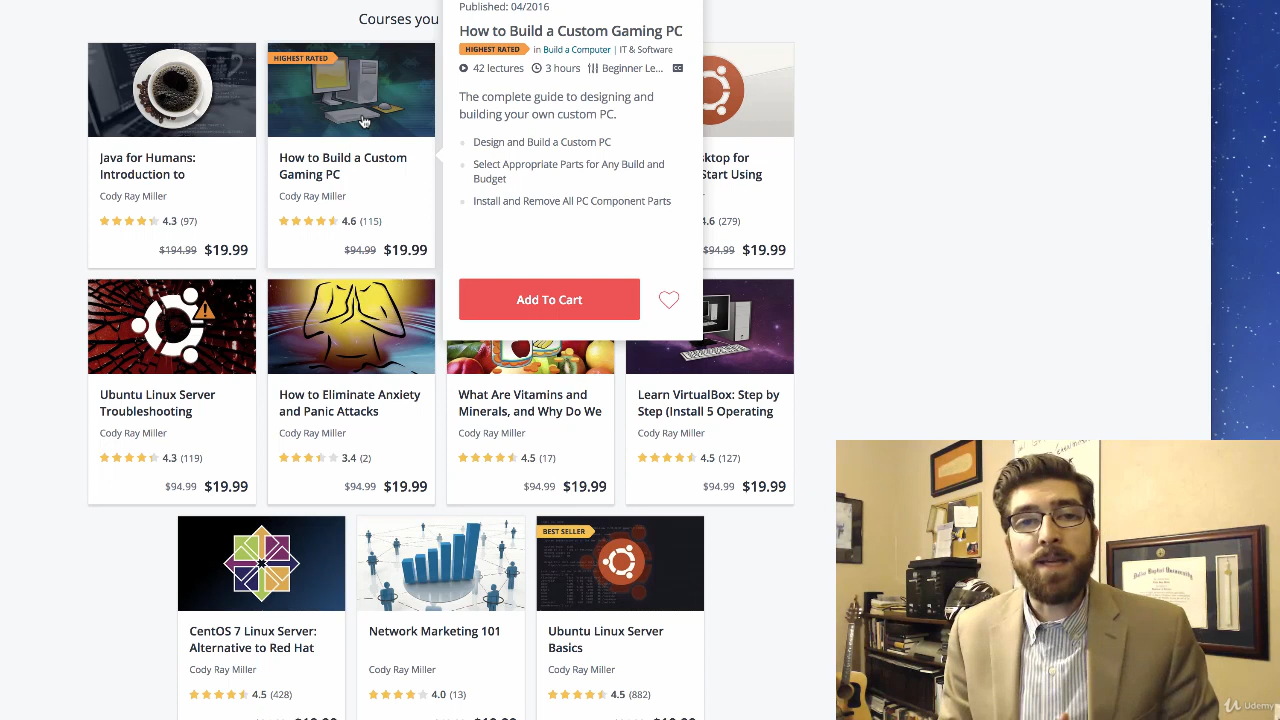 Courses you
Published: 04/2016
How to Build a Custom Gaming PC
HIGHEST RATED in Build a Computer | IT & Software
42 lectures 3 hours Beginner Le...
The complete guide to designing and
building your own custom PC.
Design and Build a Custom PC
Select Appropriate Parts for Any Build and
Budget
Install and Remove All PC Component Parts
Add To Cart
Java for Humans:
Introduction to
Cody Ray Miller
4.3 (97)
$194.99 $19.99
HIGHEST RATED
How to Build a Custom
Gaming PC
Cody Ray Miller
4.6 (115)
$94.99 $19.99
ktop for
Start Using
4.6 (279)
$94.99 $19.99
Ubuntu Linux Server
Troubleshooting
Cody Ray Miller
4.3 (119)
$94.99 $19.99
How to Eliminate Anxiety
and Panic Attacks
Cody Ray Miller
3.4 (2)
$94.99 $19.99
What Are Vitamins and
Minerals, and Why Do We
Cody Ray Miller
4.5 (17)
$94.99 $19.99
Learn VirtualBox: Step by
Step (Install 5 Operating
Cody Ray Miller
4.5 (127)
$94.99 $19.99
CentOS 7 Linux Server:
Alternative to Red Hat
Cody Ray Miller
4.5 (428)
Network Marketing 101
Cody Ray Miller
4.0 (13)
BEST SELLER
Ubuntu Linux Server
Basics
Cody Ray Miller
4.5 (882)
Udemy